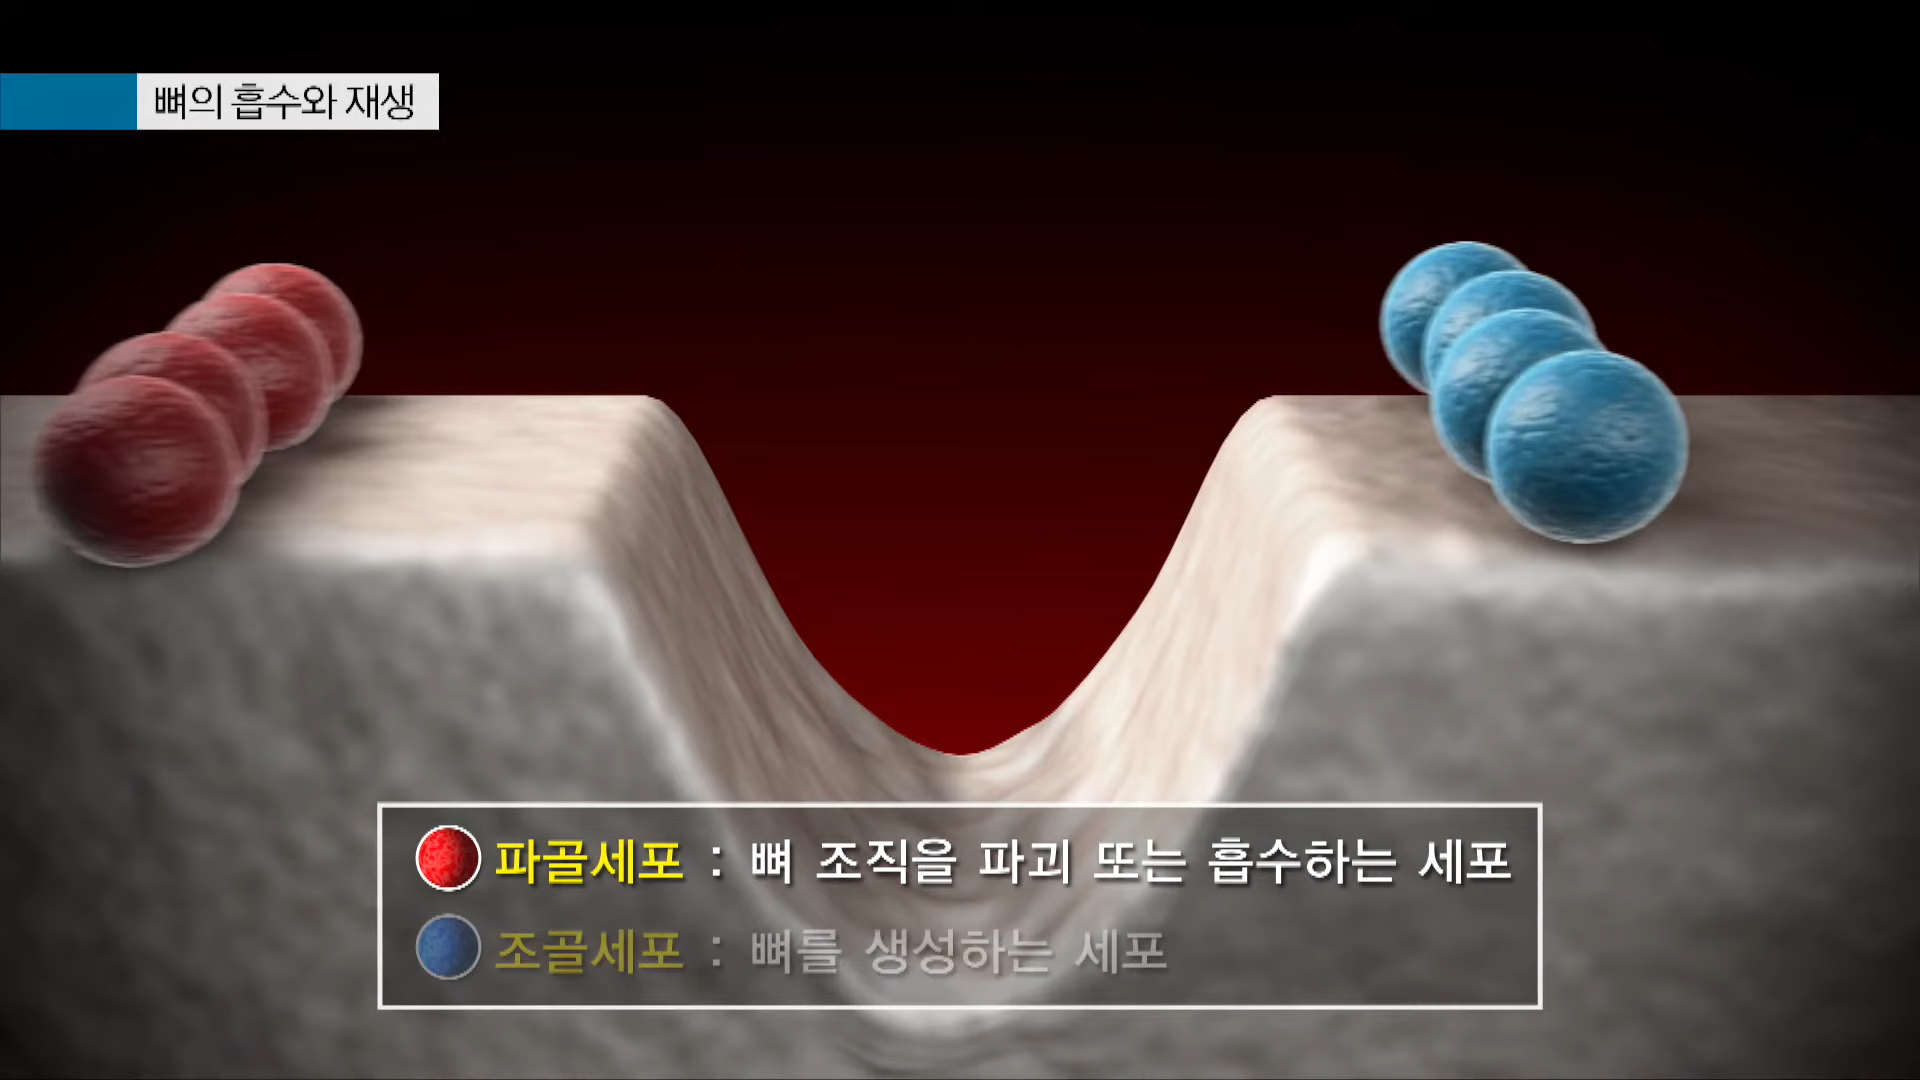 뼈의 흡수와 재생
파골세포 : 뼈 조직을 파괴 또는 흡수하는 세포
조골세포 : 뼈를 생성하는 세포